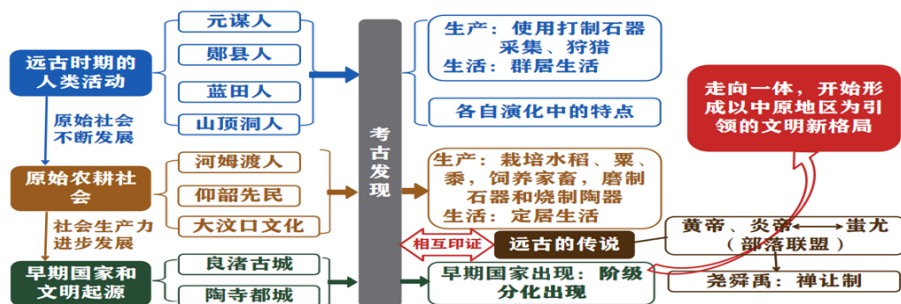 远古时期的
人类活动
原始社会
不断发展
原始农耕社
会
社会生产力
进步发展
早期国家和
文明起源
元谋人
郧县人
蓝田人
山顶洞人
河姆渡人
仰韶先民
大汶口文化
良渚古城
陶寺都城
考古发现
生产：使用打制石器
采集、狩猎
生活：群居生活
各自演化中的特点
生产：栽培水稻、粟、
黍，饲养家畜，磨制
石器和烧制陶器
生活：定居生活
相互印证
远古的传说
早期国家出现：阶级
分化出现
走向一体，开始形
成以中原地区为引
领的文明新格局
黄帝、炎帝
蚩尤
（部落联盟）
尧舜禹：禅让制